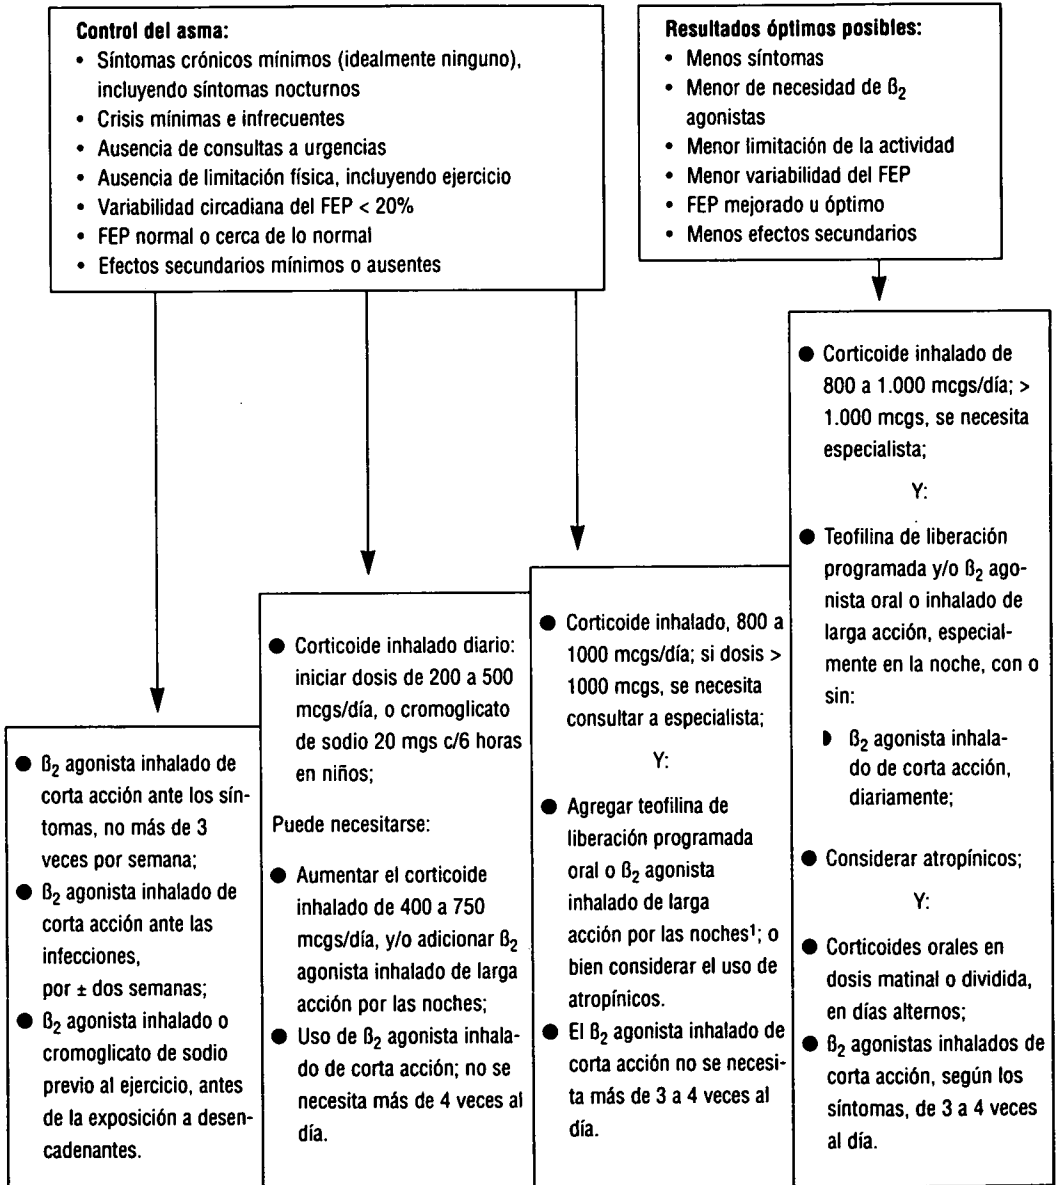 Control del asma:
• Síntomas crónicos mínimos (idealmente ninguno),
incluyendo síntomas nocturnos
• Crisis mínimas e infrecuentes
• Ausencia de consultas a urgencias
• Ausencia de limitación física, incluyendo ejercicio
• Variabilidad circadiana del FEP < 20%
• FEP normal o cerca de lo normal
• Efectos secundarios mínimos o ausentes
Resultados óptimos posibles:
• Menos síntomas
• Menor de necesidad de ß₂
agonistas
• Menor limitación de la actividad
• Menor variabilidad del FEP
• FEP mejorado u óptimo
• Menos efectos secundarios
● ß₂ agonista inhalado de
corta acción ante los sín-
tomas, no más de 3
veces por semana;
● ß₂ agonista inhalado de
corta acción ante las
infecciones,
por ± dos semanas;
● ß₂ agonista inhalado o
cromoglicato de sodio
previo al ejercicio, antes
de la exposición a desen-
cadenantes.
● Corticoide inhalado diario:
iniciar dosis de 200 a 500
mcgs/día, o cromoglicato
de sodio 20 mgs c/6 horas
en niños;
Puede necesitarse:
● Aumentar el corticoide
inhalado de 400 a 750
mcgs/día, y/o adicionar ß₂
agonista inhalado de larga
acción por las noches;
● Uso de ß₂ agonista inhala-
do de corta acción; no se
necesita más de 4 veces al
día.
● Corticoide inhalado, 800 a
1000 mcgs/día; si dosis >
1000 mcgs, se necesita
consultar a especialista;
Y:
● Agregar teofilina de
liberación programada
oral o ß₂ agonista
inhalado de larga
acción por las noches¹; o
bien considerar el uso de
atropínicos.
● El ß₂ agonista inhalado de
corta acción no se necesi-
ta más de 3 a 4 veces al
día.
● Corticoide inhalado de
800 a 1.000 mcgs/día; >
1.000 mcgs, se necesita
especialista;
Y:
● Teofilina de liberación
programada y/o ß₂ ago-
nista oral o inhalado de
larga acción, especial-
mente en la noche, con o
sin:
◗ ß₂ agonista inhala-
do de corta acción,
diariamente;
● Considerar atropínicos;
Y:
● Corticoides orales en
dosis matinal o dividida,
en días alternos;
● ß₂ agonistas inhalados de
corta acción, según los
síntomas, de 3 a 4 veces
al día.